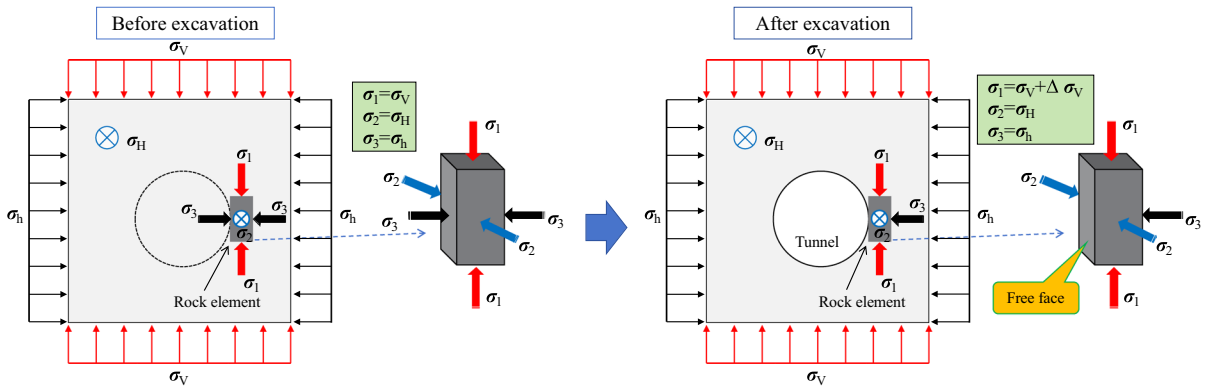 Before excavation
σV
σ1=σV
σ2=σH
σ3=σh
σH
σ1
σ3
σ3
σ2
σ1
Rock element
σh
σh
σV
σ1
σ2
σ3
σ3
σ2
σ1
After excavation
σV
σ1=σV+Δ σV
σ2=σH
σ3=σh
σH
σ1
σ3
σ2
σ1
Tunnel
Rock element
σh
σh
σV
σ1
σ2
σ3
σ2
Free face
σ1